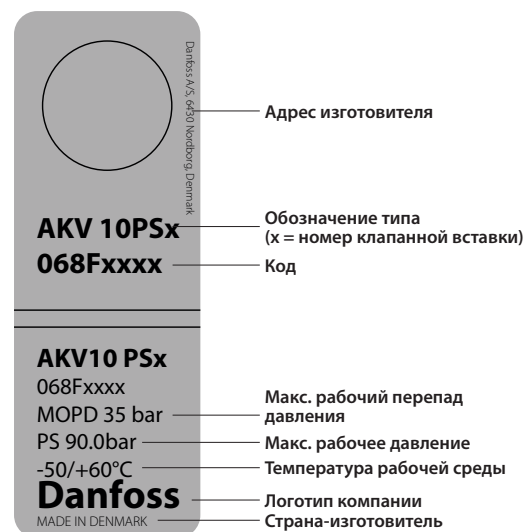 Danfoss A/S, 6430 Nordborg, Denmark
Адрес изготовителя
AKV 10PSx
Обозначение типа
(x = номер клапанной вставки)
068Fxxxx
Код
AKV10 PSx
068Fxxxx
MOPD 35 bar
Макс. рабочий перепад
давления
PS 90.0bar
Макс. рабочее давление
-50/+60°C
Температура рабочей среды
Danfoss
Логотип компании
MADE IN DENMARK
Страна-изготовитель